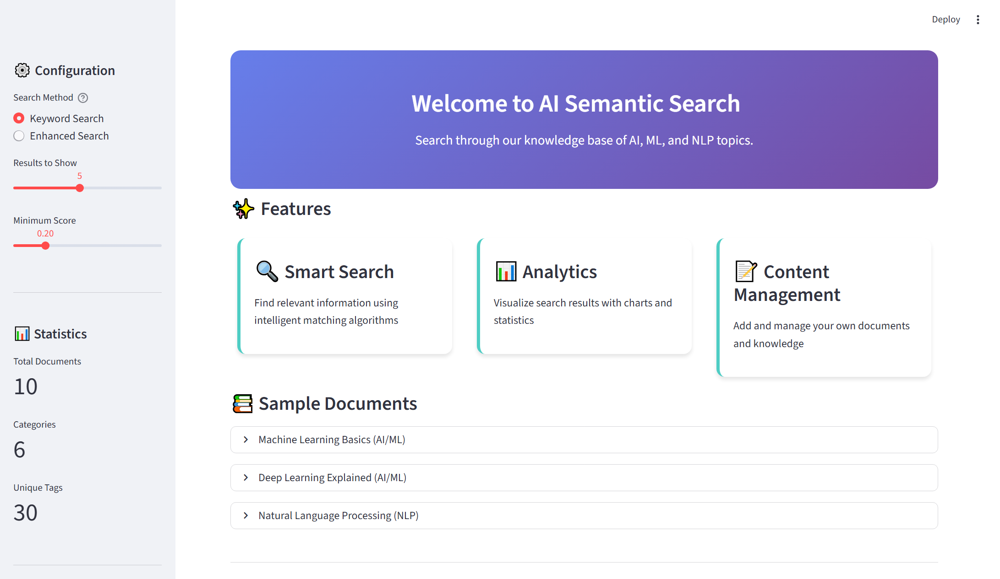 Deploy
Configuration
Search Method
Keyword Search
Enhanced Search
Results to Show
5
Minimum Score
0.20
Statistics
Total Documents
10
Categories
6
Unique Tags
30
Welcome to AI Semantic Search
Search through our knowledge base of AI, ML, and NLP topics.
Features
Smart Search
Find relevant information using
intelligent matching algorithms
Analytics
Visualize search results with charts and
statistics
Content
Management
Add and manage your own documents
and knowledge
Sample Documents
Machine Learning Basics (AI/ML)
Deep Learning Explained (AI/ML)
Natural Language Processing (NLP)